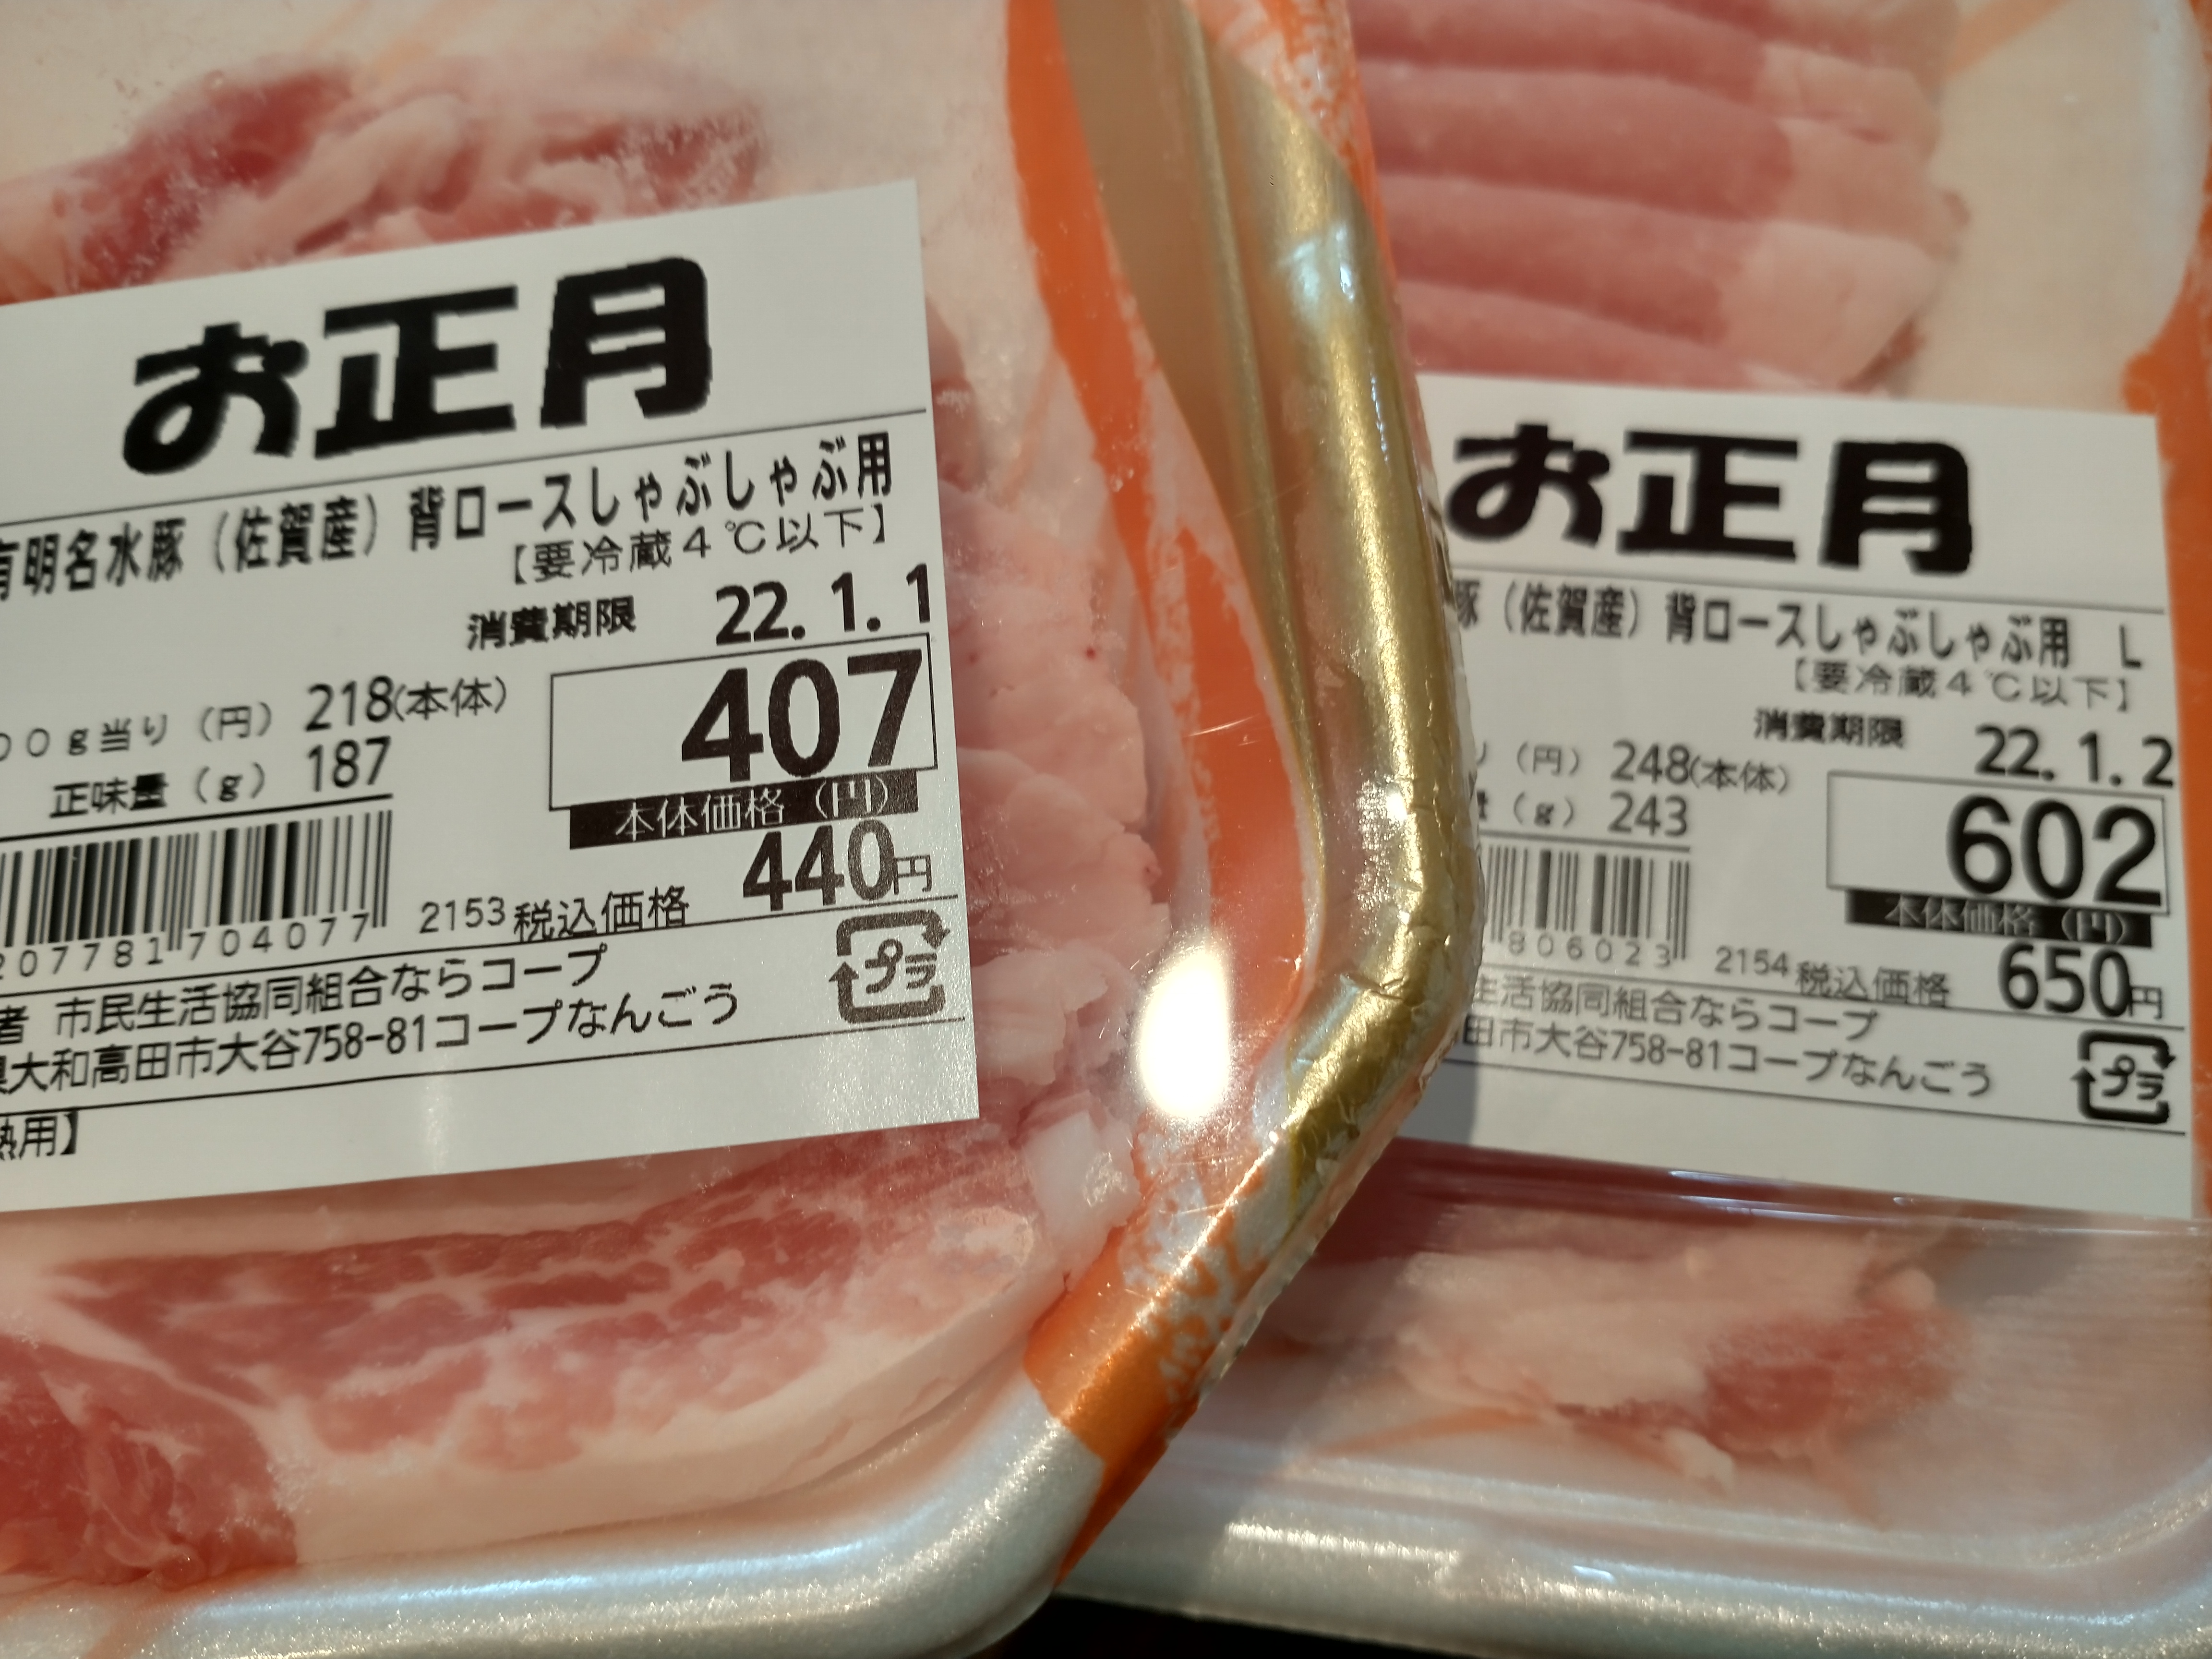 お正月
有明名水豚（佐賀産）背ロースしゃぶしゃぶ用
【要冷蔵４℃以下】
消費期限 22. 1. 1
００ｇ当り（円） 218(本体)
407
正味量（ｇ） 187
本体価格（円）
440円
207781704077
2153 税込価格
者 市民生活協同組合ならコープ
県大和高田市大谷758-81コープなんごう
プラ
熱用】
お正月
豚（佐賀産）背ロースしゃぶしゃぶ用 L
【要冷蔵４℃以下】
消費期限 22. 1. 2
り（円） 248(本体)
602
量（ｇ） 243
本体価格（円）
650円
806023
2154 税込価格
生活協同組合ならコープ
田市大谷758-81コープなんごう
プラ